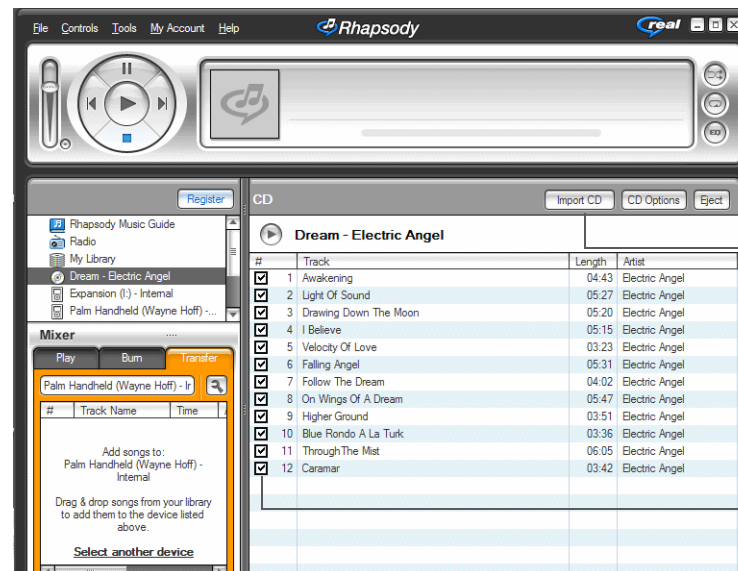 File Controls Tools My Account Help Rhapsody real
EQ
Register
Rhapsody Music Guide
Radio
My Library
Dream - Electric Angel
Expansion (I:) - Internal
Palm Handheld (Wayne Hoff) -...
Mixer
Play Burn Transfer
Palm Handheld (Wayne Hoff) - Ir
# Track Name Time
Add songs to:
Palm Handheld (Wayne Hoff) -
Internal
Drag & drop songs from your library
to add them to the device listed
above.
Select another device
CD Import CD CD Options Eject
Dream - Electric Angel
# Track Length Artist
1 Awakening 04:43 Electric Angel
2 Light Of Sound 05:27 Electric Angel
3 Drawing Down The Moon 05:20 Electric Angel
4 I Believe 05:15 Electric Angel
5 Velocity Of Love 03:23 Electric Angel
6 Falling Angel 05:31 Electric Angel
7 Follow The Dream 04:02 Electric Angel
8 On Wings Of A Dream 05:47 Electric Angel
9 Higher Ground 03:51 Electric Angel
10 Blue Rondo A La Turk 03:36 Electric Angel
11 Through The Mist 06:05 Electric Angel
12 Caramar 03:42 Electric Angel